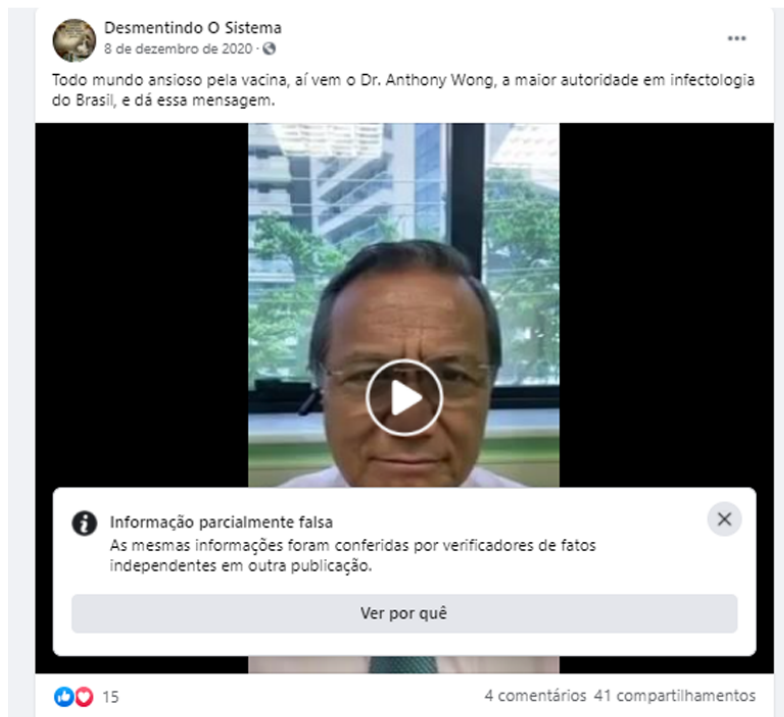 Desmentindo O Sistema
8 de dezembro de 2020 ·
Todo mundo ansioso pela vacina, aí vem o Dr. Anthony Wong, a maior autoridade em infectologia
do Brasil, e dá essa mensagem.
Informação parcialmente falsa
As mesmas informações foram conferidas por verificadores de fatos
independentes em outra publicação.
Ver por quê
15
4 comentários 41 compartilhamentos